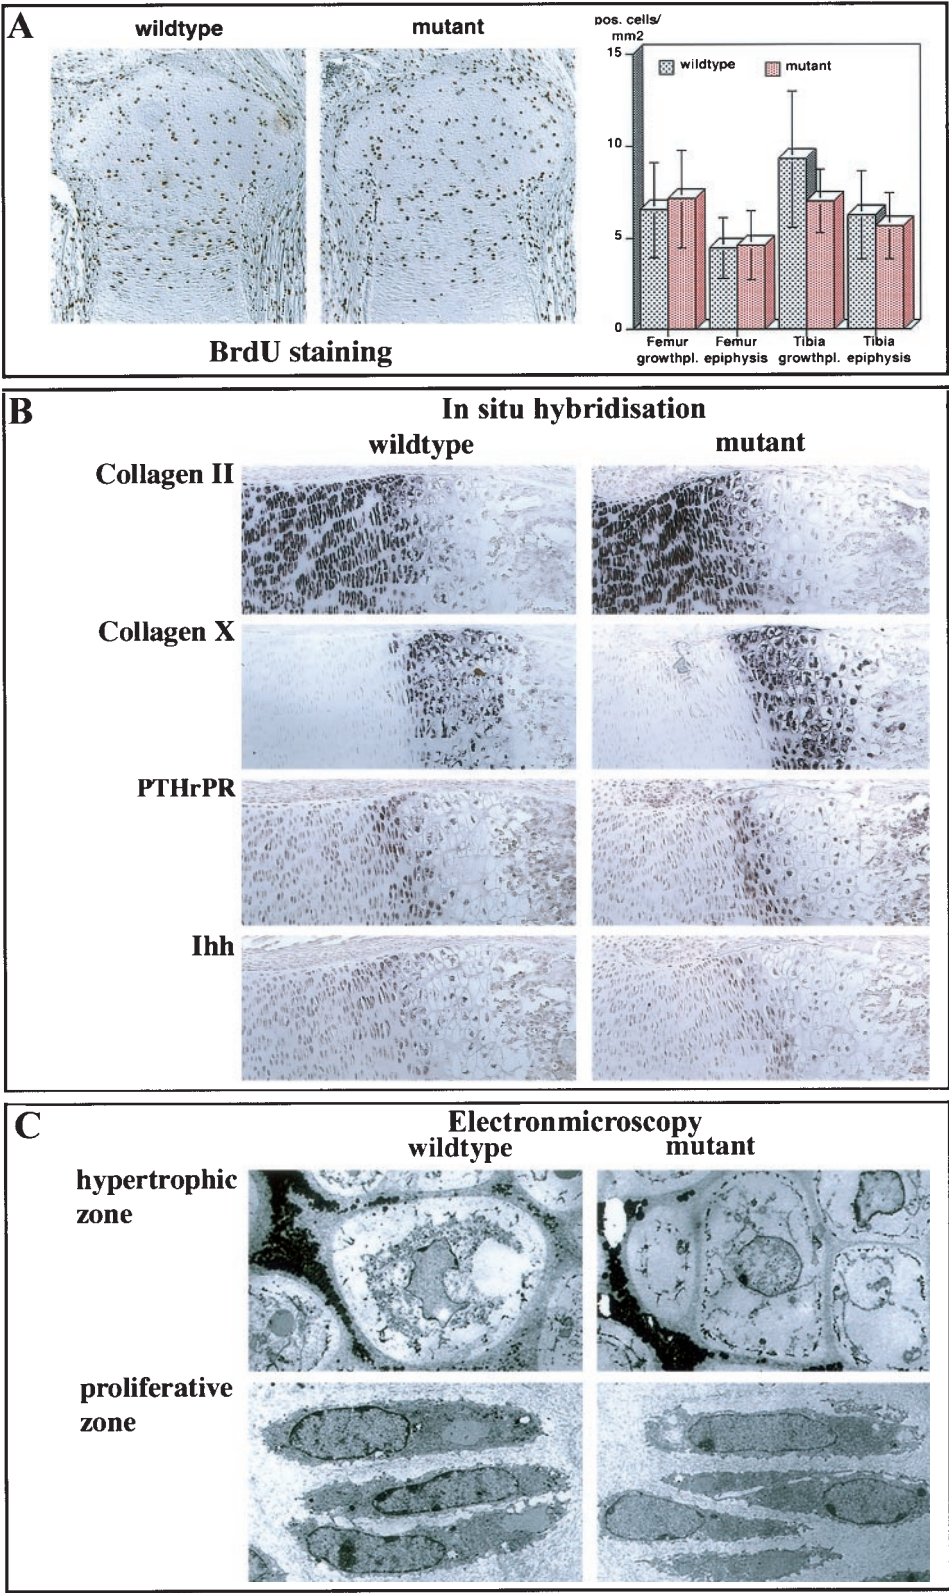 A
wildtype
mutant
BrdU staining
pos. cells/
mm2
15
10
5
0
wildtype
mutant
Femur Femur Tibia Tibia
growthpl. epiphysis growthpl. epiphysis
B
In situ hybridisation
wildtype
mutant
Collagen II
Collagen X
PTHrPR
Ihh
C
Electronmicroscopy
wildtype
mutant
hypertrophic
zone
proliferative
zone